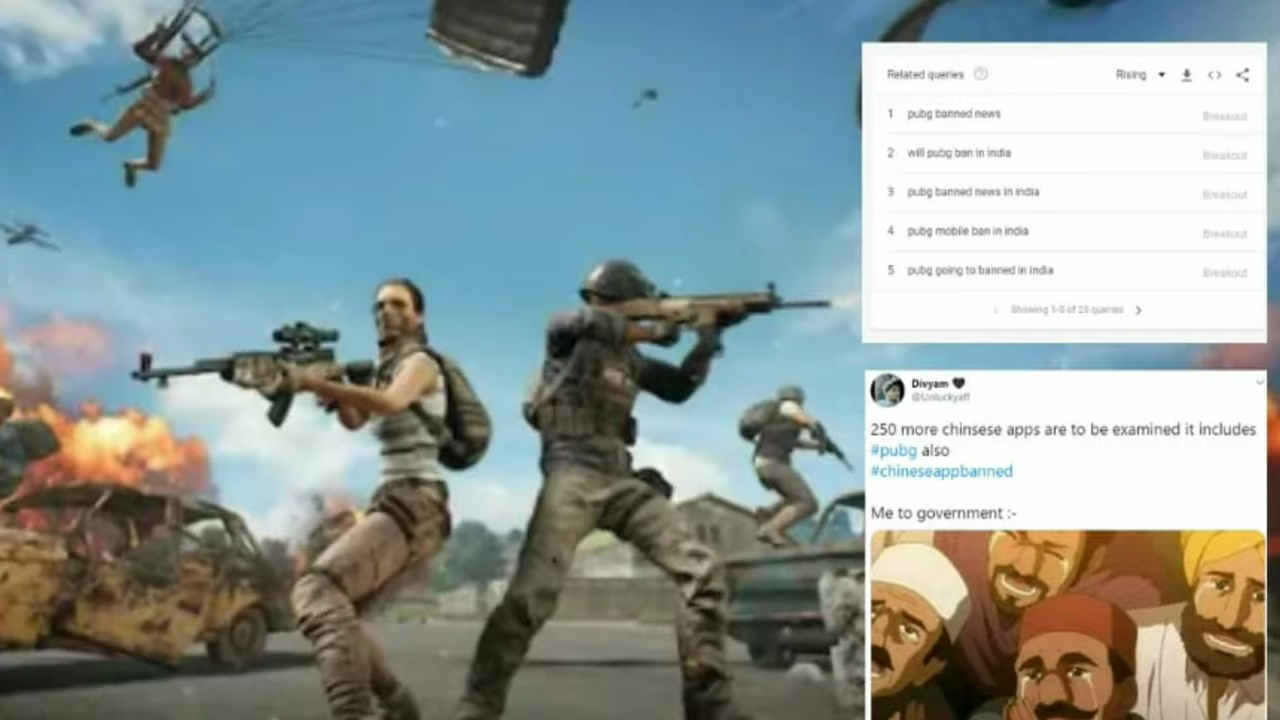 Related queries
Rising
1 pubg banned news Breakout
2 will pubg ban in india Breakout
3 pubg banned news in india Breakout
4 pubg mobile ban in india Breakout
5 pubg going to banned in india Breakout
Showing 1-5 of 25 queries
Divyam
@Unluckyaff
250 more chinsese apps are to be examined it includes
#pubg also
#chineseappbanned
Me to government :-